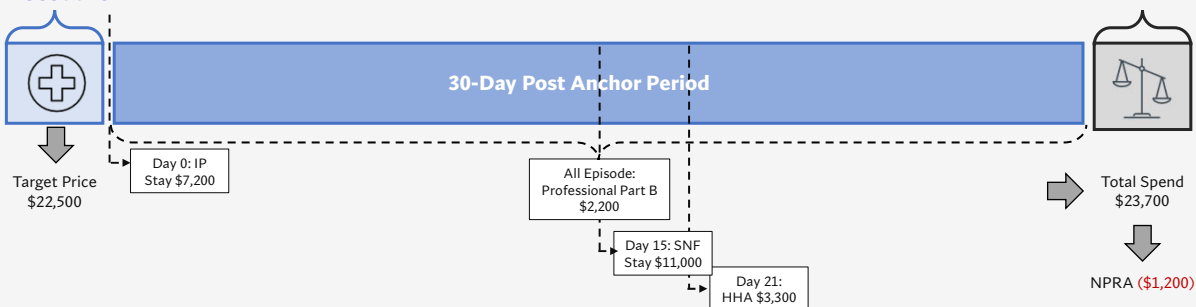 30-Day Post Anchor Period
Day 0: IP
Stay $7,200
Target Price
$22,500
All Episode:
Professional Part B
$2,200
Total Spend
$23,700
Day 15: SNF
Stay $11,000
Day 21:
HHA $3,300
NPRA ($1,200)